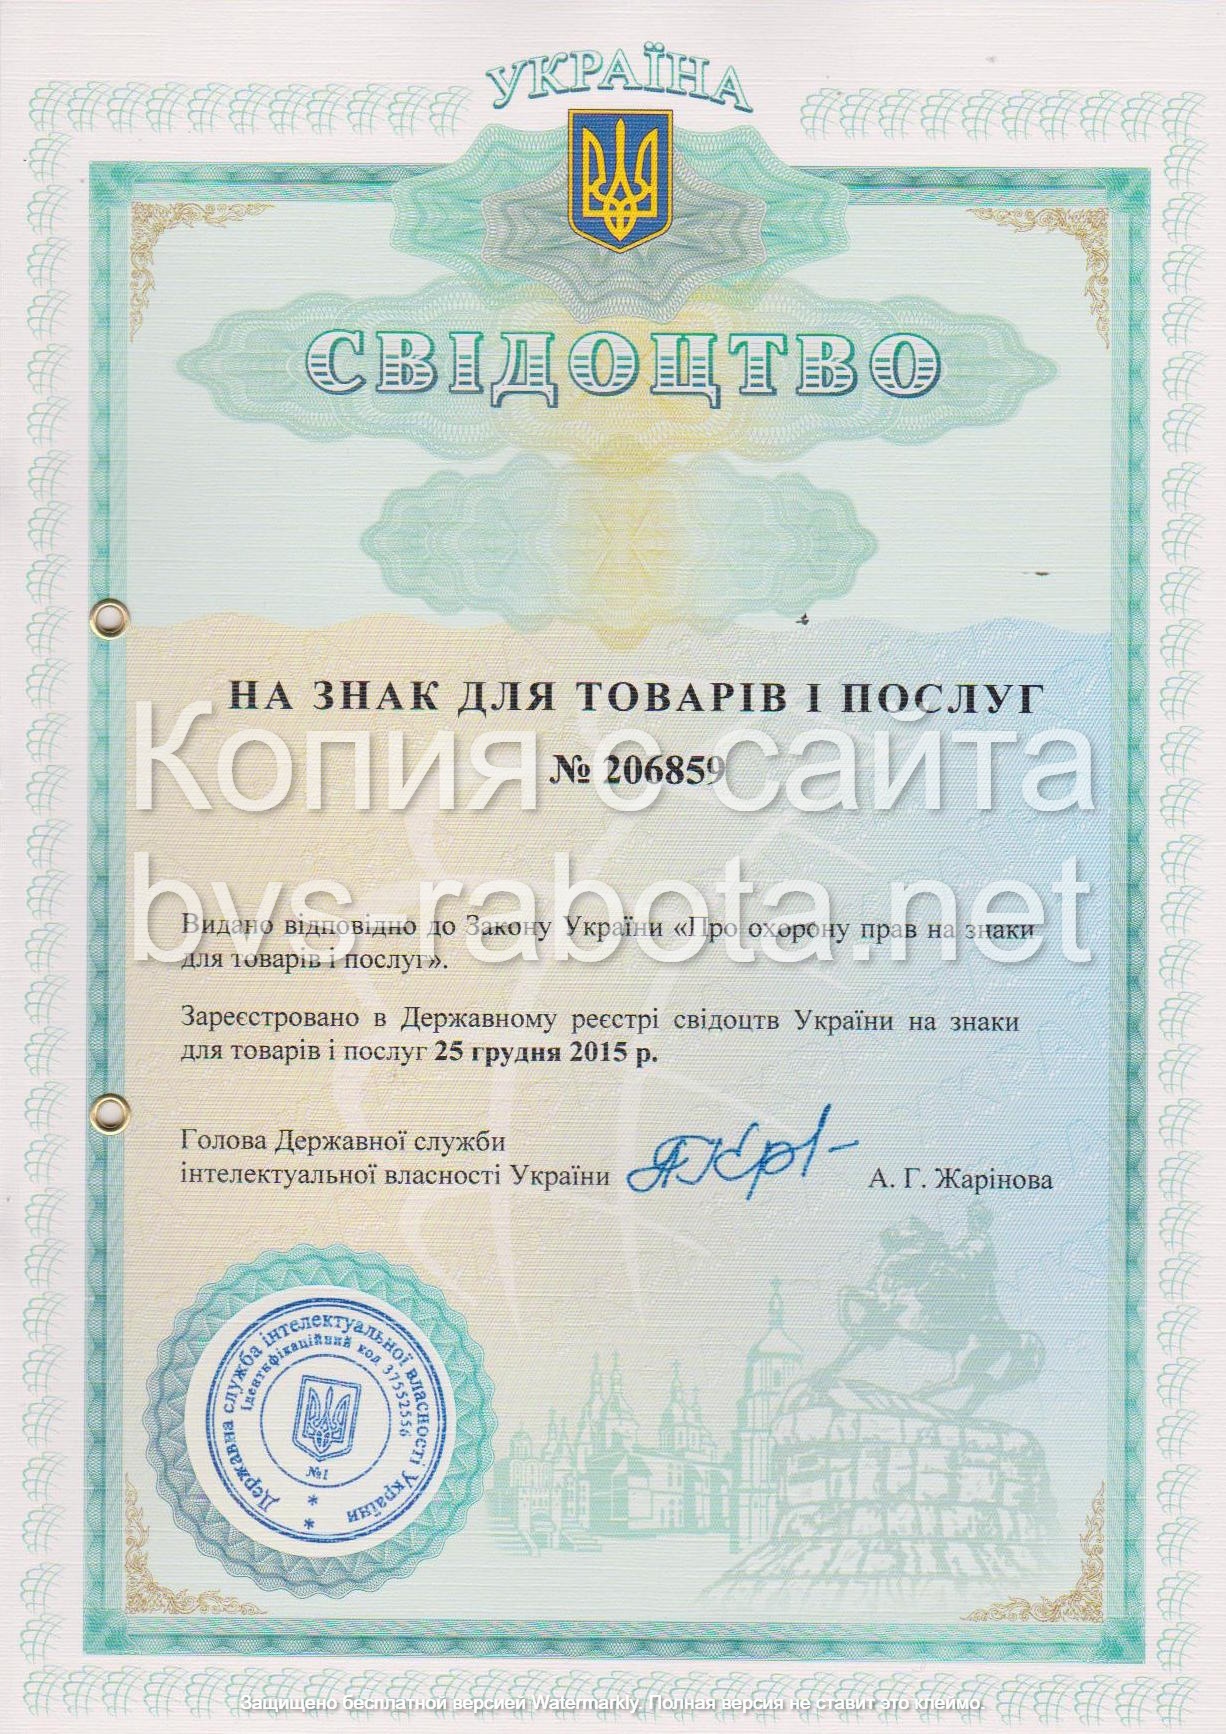 УКРАЇНА
СВІДОЦТВО
НА ЗНАК ДЛЯ ТОВАРІВ І ПОСЛУГ
№ 206859
Копия с сайта
bvs-rabota.net
Видано відповідно до Закону України «Про охорону прав на знаки
для товарів і послуг».
Зареєстровано в Державному реєстрі свідоцтв України на знаки
для товарів і послуг 25 грудня 2015 р.
Голова Державної служби
інтелектуальної власності України
А. Г. Жарінова
Державна служба інтелектуальної власності України
Ідентифікаційний код 37552556
№1
* *
Защищено бесплатной версией Watermarkly. Полная версия не ставит это клеймо.